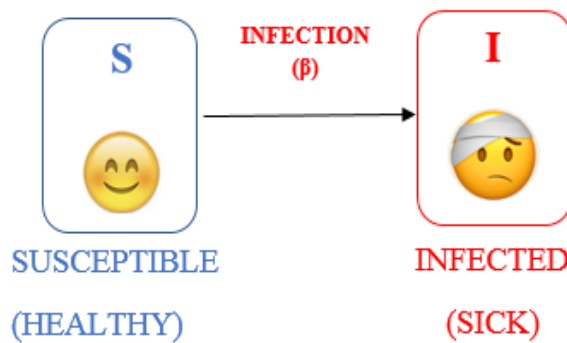 S
INFECTION
(β)
I
SUSCEPTIBLE
(HEALTHY)
INFECTED
(SICK)